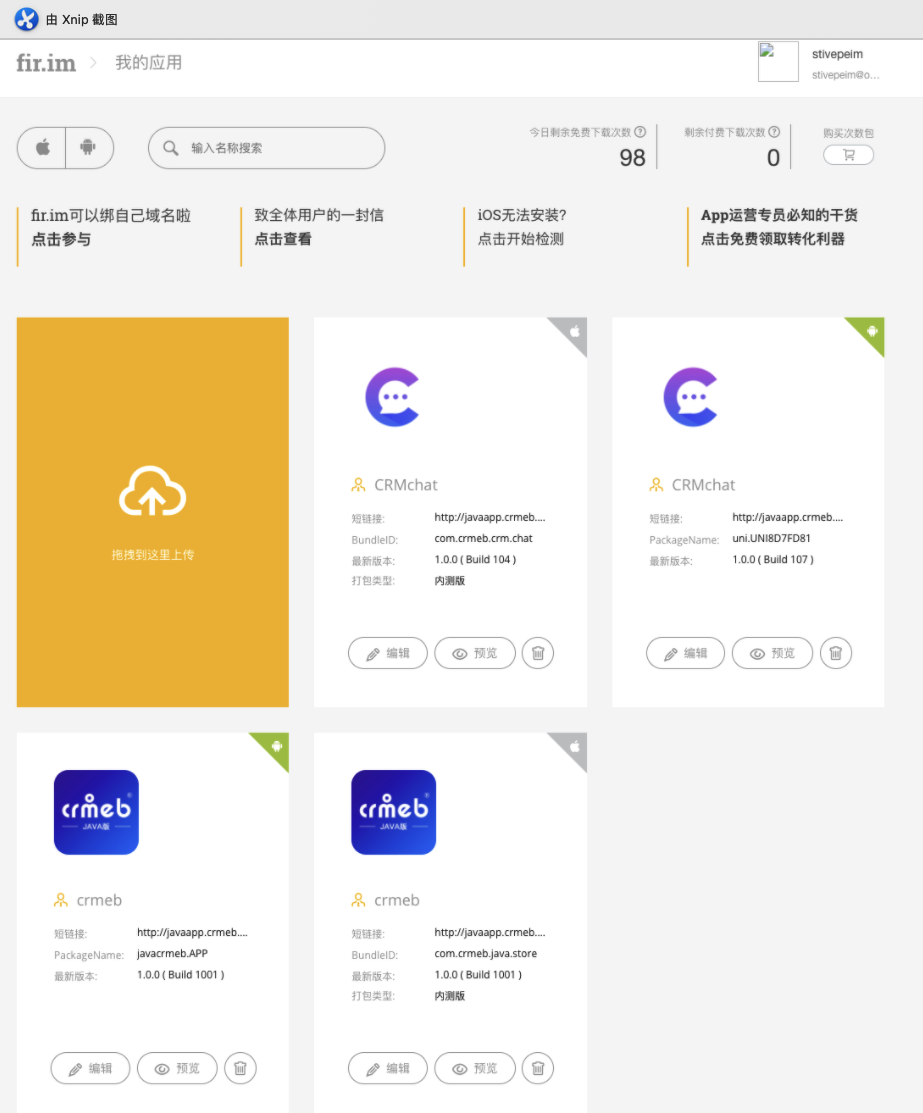 由 Xnip 截图
fir.im 我的应用
stivepeim
stivepeim@o...
输入名称搜索
今日剩余免费下载次数 ?
98
剩余付费下载次数 ?
0
购买次数包
fir.im可以绑自己域名啦
点击参与
致全体用户的一封信
点击查看
iOS无法安装?
点击开始检测
App运营专员必知的干货
点击免费领取转化利器
拖拽到这里上传
CRMchat
短链接: http://javaapp.crmeb....
BundleID: com.crmeb.crm.chat
最新版本: 1.0.0 ( Build 104 )
打包类型: 内测版
编辑 预览
CRMchat
短链接: http://javaapp.crmeb....
PackageName: uni.UNI8D7FD81
最新版本: 1.0.0 ( Build 107 )
编辑 预览
crmeb®
JAVA版
crmeb
短链接: http://javaapp.crmeb....
PackageName: javacrmeb.APP
最新版本: 1.0.0 ( Build 1001 )
编辑 预览
crmeb®
JAVA版
crmeb
短链接: http://javaapp.crmeb....
BundleID: com.crmeb.java.store
最新版本: 1.0.0 ( Build 1001 )
打包类型: 内测版
编辑 预览